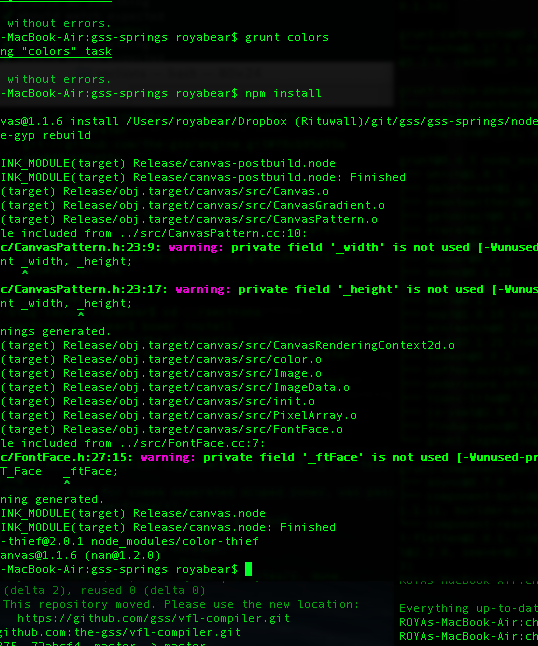 without errors.
-MacBook-Air:gss-springs royabear$ grunt colors
ng "colors" task
without errors.
-MacBook-Air:gss-springs royabear$ npm install
vas@1.1.6 install /Users/royabear/Dropbox (Rituwall)/git/gss/gss-springs/node
e-gyp rebuild
INK_MODULE(target) Release/canvas-postbuild.node
INK_MODULE(target) Release/canvas-postbuild.node: Finished
(target) Release/obj.target/canvas/src/Canvas.o
(target) Release/obj.target/canvas/src/CanvasGradient.o
(target) Release/obj.target/canvas/src/CanvasPattern.o
le included from ../src/CanvasPattern.cc:10:
c/CanvasPattern.h:23:9: warning: private field '_width' is not used [-Wunused
nt _width, _height;
^
c/CanvasPattern.h:23:17: warning: private field '_height' is not used [-Wunus
nt _width, _height;
^
nings generated.
(target) Release/obj.target/canvas/src/CanvasRenderingContext2d.o
(target) Release/obj.target/canvas/src/color.o
(target) Release/obj.target/canvas/src/Image.o
(target) Release/obj.target/canvas/src/ImageData.o
(target) Release/obj.target/canvas/src/init.o
(target) Release/obj.target/canvas/src/PixelArray.o
(target) Release/obj.target/canvas/src/FontFace.o
le included from ../src/FontFace.cc:7:
c/FontFace.h:27:15: warning: private field '_ftFace' is not used [-Wunused-pr
T_Face _ftFace;
^
ning generated.
INK_MODULE(target) Release/canvas.node
INK_MODULE(target) Release/canvas.node: Finished
-thief@2.0.1 node_modules/color-thief
anvas@1.1.6 (nan@1.2.0)
-MacBook-Air:gss-springs royabear$
(delta 2), reused 0 (delta 0)
This repository moved. Please use the new location:
https://github.com/gss/vfl-compiler.git
github.com:the-gss/vfl-compiler.git
master -> master
ROYAs-MacBook-Air:ch
Everything up-to-dat
ROYAs-MacBook-Air:ch
ROYAs-MacBook-Air:ch